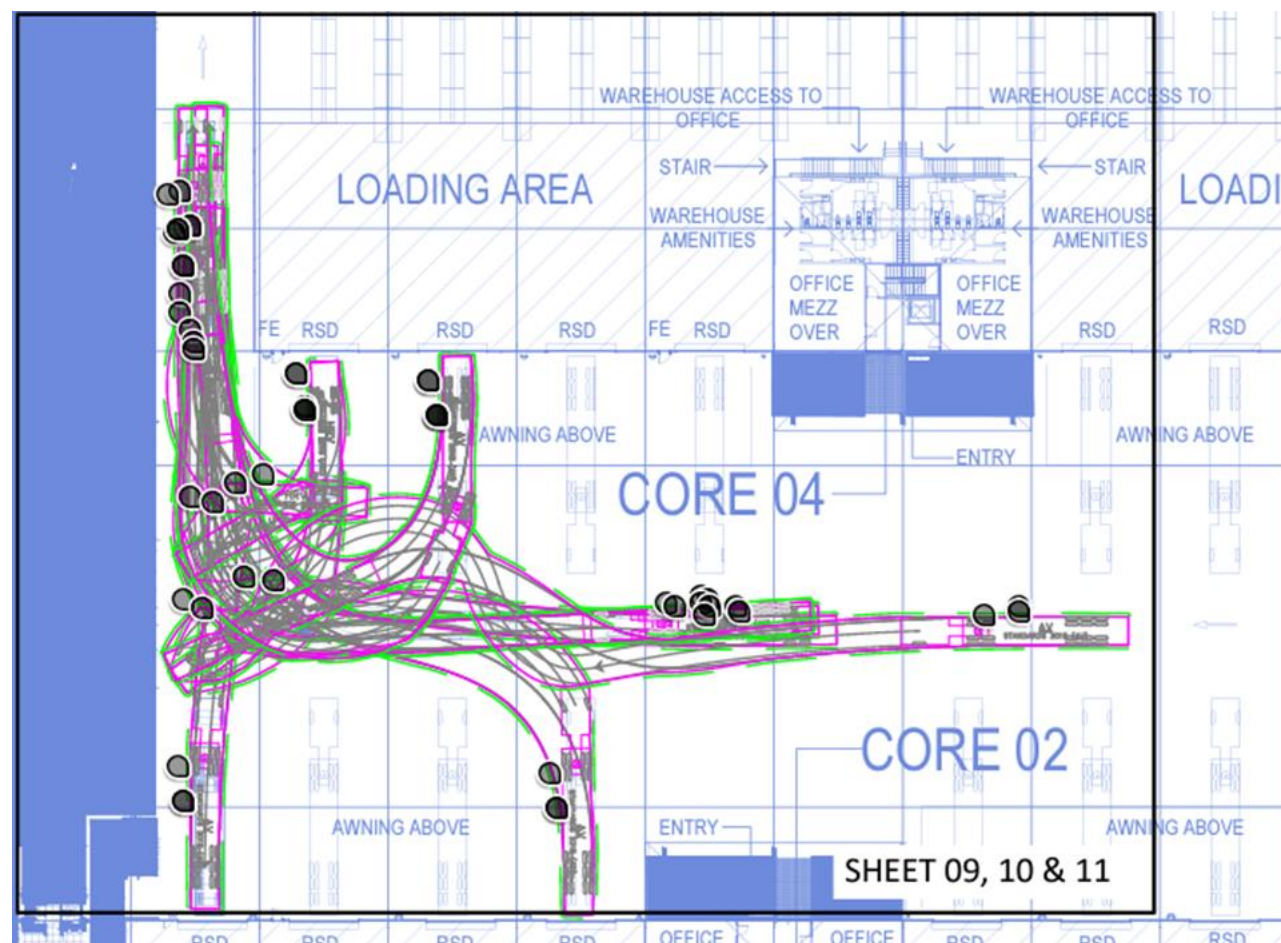 WAREHOUSE ACCESS TO
OFFICE
WAREHOUSE ACCESS TO
OFFICE
STAIR
STAIR
LOADING AREA
LOADI
WAREHOUSE
AMENITIES
WAREHOUSE
AMENITIES
OFFICE
MEZZ
OVER
OFFICE
MEZZ
OVER
FE
RSD
RSD
RSD
FE
RSD
RSD
RSD
AWNING ABOVE
AWNING ABOVE
ENTRY
CORE 04
AV
CORE 02
AWNING ABOVE
ENTRY
AWNING ABOVE
SHEET 09, 10 & 11
RSD
RSD
RSD
OFFICE
OFFICE
RSD
RSD
RSD